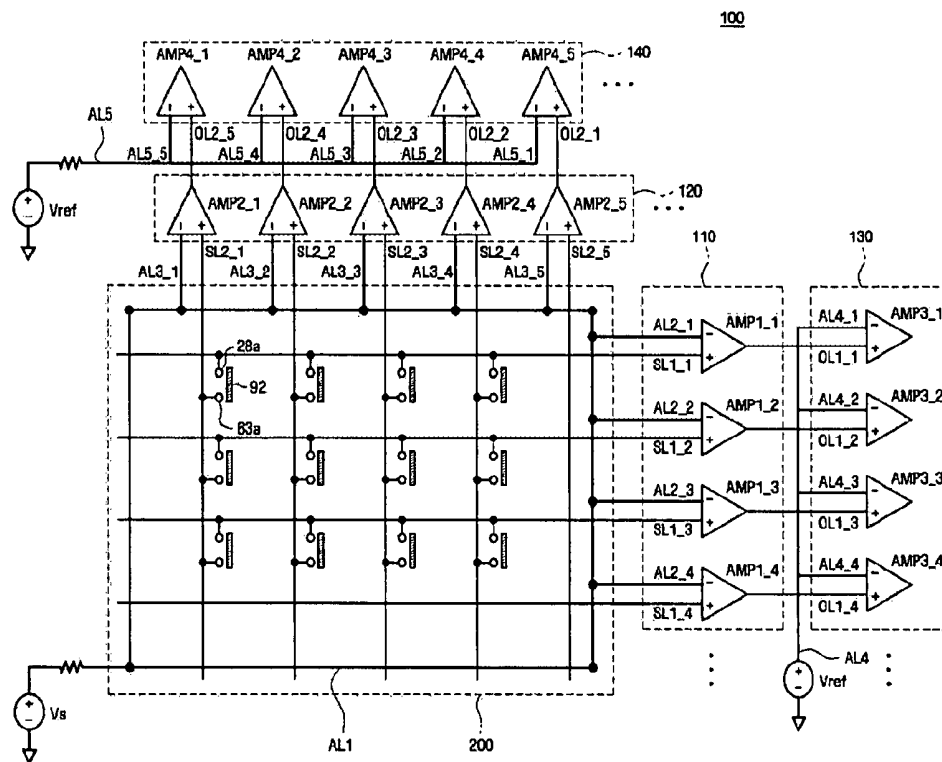 100
140
AMP4_1 AMP4_2 AMP4_3 AMP4_4 AMP4_5
- + - + - + - + - +
. . .
AL5
OL2_5 OL2_4 OL2_3 OL2_2 OL2_1
AL5_5 AL5_4 AL5_3 AL5_2 AL5_1
Vref
120
AMP2_1 AMP2_2 AMP2_3 AMP2_4 AMP2_5
- + - + - + - + - +
. . .
SL2_1 SL2_2 SL2_3 SL2_4 SL2_5
AL3_1 AL3_2 AL3_3 AL3_4 AL3_5
110
130
AL2_1 AMP1_1 AL4_1 AMP3_1
SL1_1 OL1_1
28a
92
63a
AL2_2 AMP1_2 AL4_2 AMP3_2
SL1_2 OL1_2
AL2_3 AMP1_3 AL4_3 AMP3_3
SL1_3 OL1_3
AL2_4 AMP1_4 AL4_4 AMP3_4
SL1_4 OL1_4
AL4
Vref
Vs
AL1
200